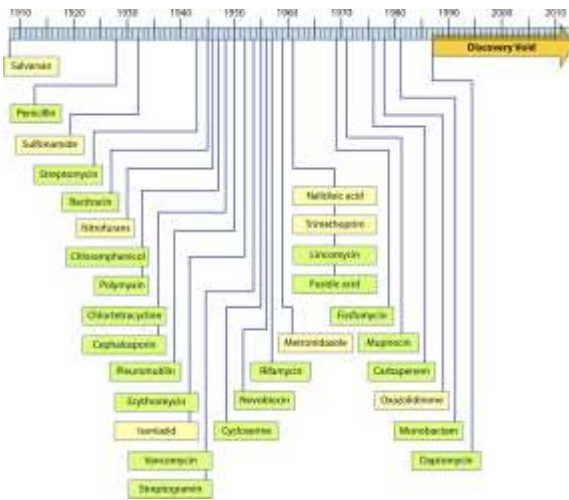 1910 1920 1930 1940 1950 1960 1970 1980 1990 2000 2010
Discovery Void
Salvarsan
Penicillin
Sulfonamide
Streptomycin
Bacitracin
Nitrofurans
Chloramphenicol
Polymyxin
Chlortetracycline
Cephalosporin
Pleuromutilin
Erythromycin
Isoniazid
Vancomycin
Streptogramin
Cycloserine
Novobiocin
Rifamycin
Metronidazole
Nalidixic acid
Trimethoprim
Lincomycin
Fusidic acid
Fosfomycin
Mupirocin
Carbapenem
Oxazolidinone
Monobactam
Daptomycin